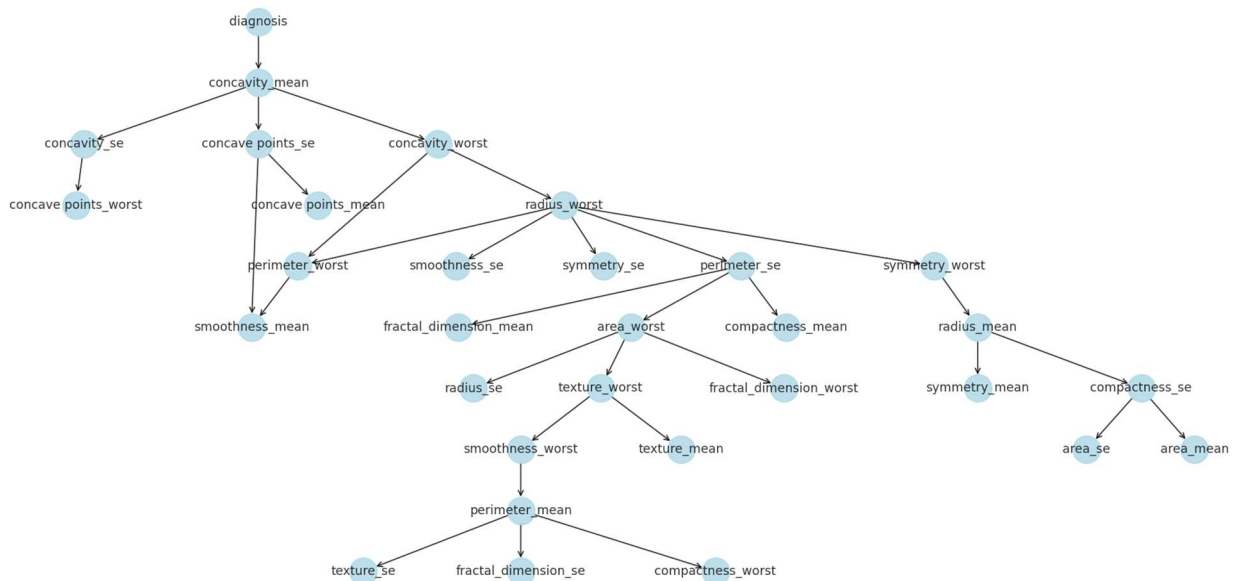 diagnosis
concavity_mean
concavity_se
concave points_se
concavity_worst
concave points_worst
concave points_mean
radius_worst
perimeter_worst
smoothness_se
symmetry_se
perimeter_se
symmetry_worst
smoothness_mean
fractal_dimension_mean
area_worst
compactness_mean
radius_mean
radius_se
texture_worst
fractal_dimension_worst
symmetry_mean
compactness_se
smoothness_worst
texture_mean
area_se
area_mean
perimeter_mean
texture_se
fractal_dimension_se
compactness_worst